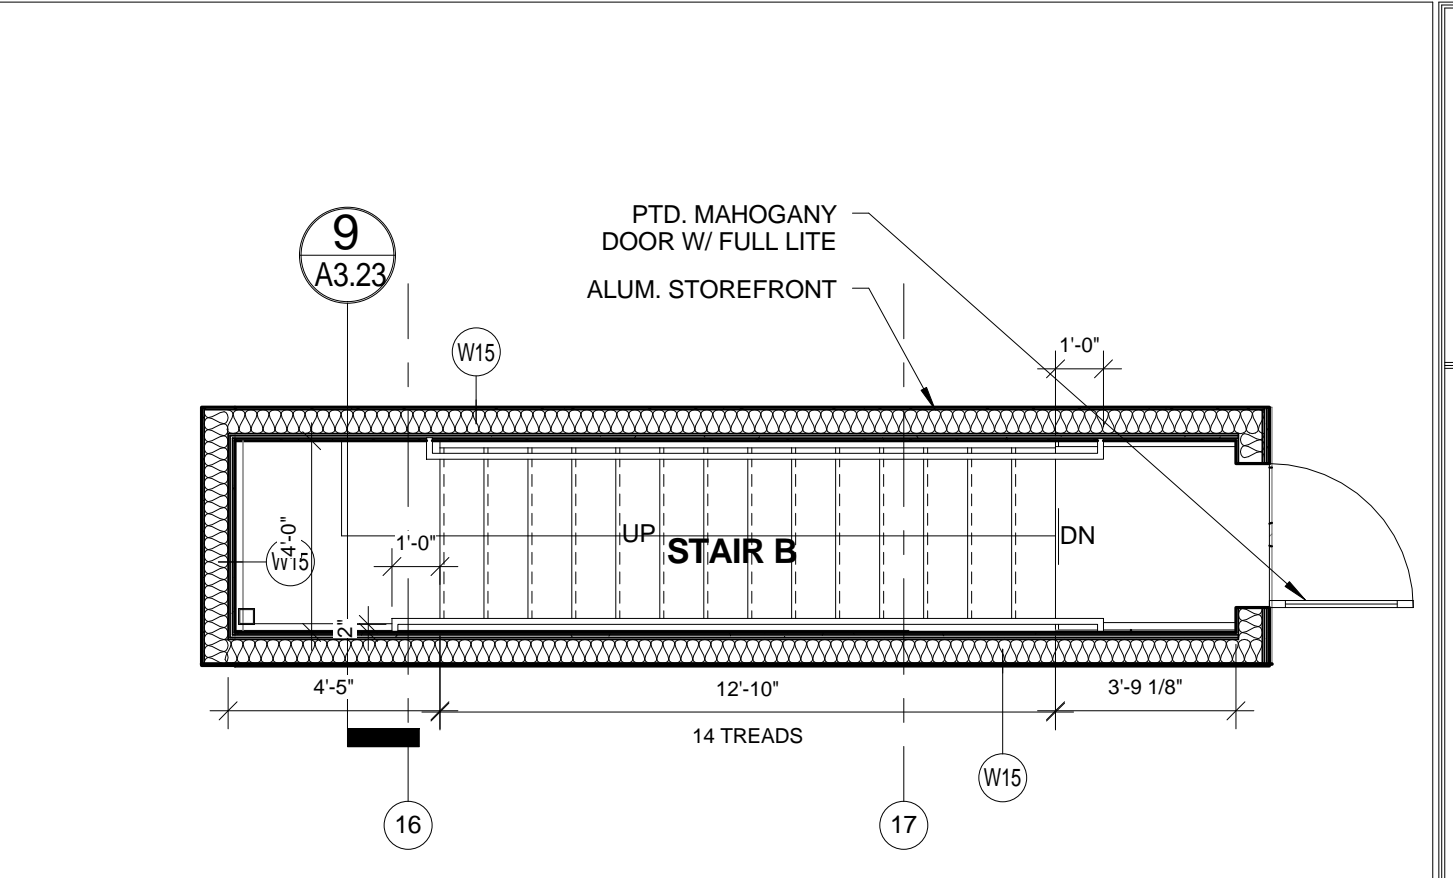 PTD. MAHOGANY
DOOR W/ FULL LITE
9
A3.23
ALUM. STOREFRONT
W15
1'-0"
4'-0"
W15
1'-0"
UP
STAIR B
DN
2"
4'-5"
12'-10"
3'-9 1/8"
14 TREADS
W15
16
17